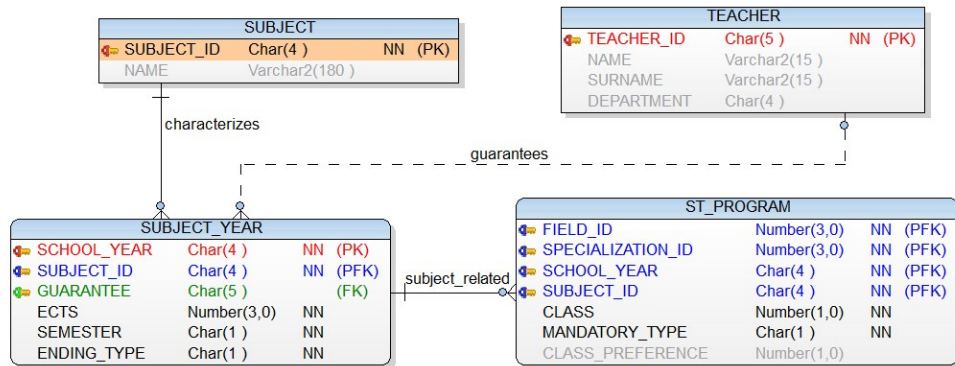 SUBJECT
SUBJECT_ID Char(4 ) NN (PK)
NAME Varchar2(180 )
TEACHER
TEACHER_ID Char(5 ) NN (PK)
NAME Varchar2(15 )
SURNAME Varchar2(15 )
DEPARTMENT Char(4 )
characterizes
guarantees
SUBJECT_YEAR
SCHOOL_YEAR Char(4 ) NN (PK)
SUBJECT_ID Char(4 ) NN (PFK)
GUARANTEE Char(5 ) (FK)
ECTS Number(3,0) NN
SEMESTER Char(1 ) NN
ENDING_TYPE Char(1 ) NN
subject_related
ST_PROGRAM
FIELD_ID Number(3,0) NN (PFK)
SPECIALIZATION_ID Number(3,0) NN (PFK)
SCHOOL_YEAR Char(4 ) NN (PFK)
SUBJECT_ID Char(4 ) NN (PFK)
CLASS Number(1,0) NN
MANDATORY_TYPE Char(1 ) NN
CLASS_PREFERENCE Number(1,0)